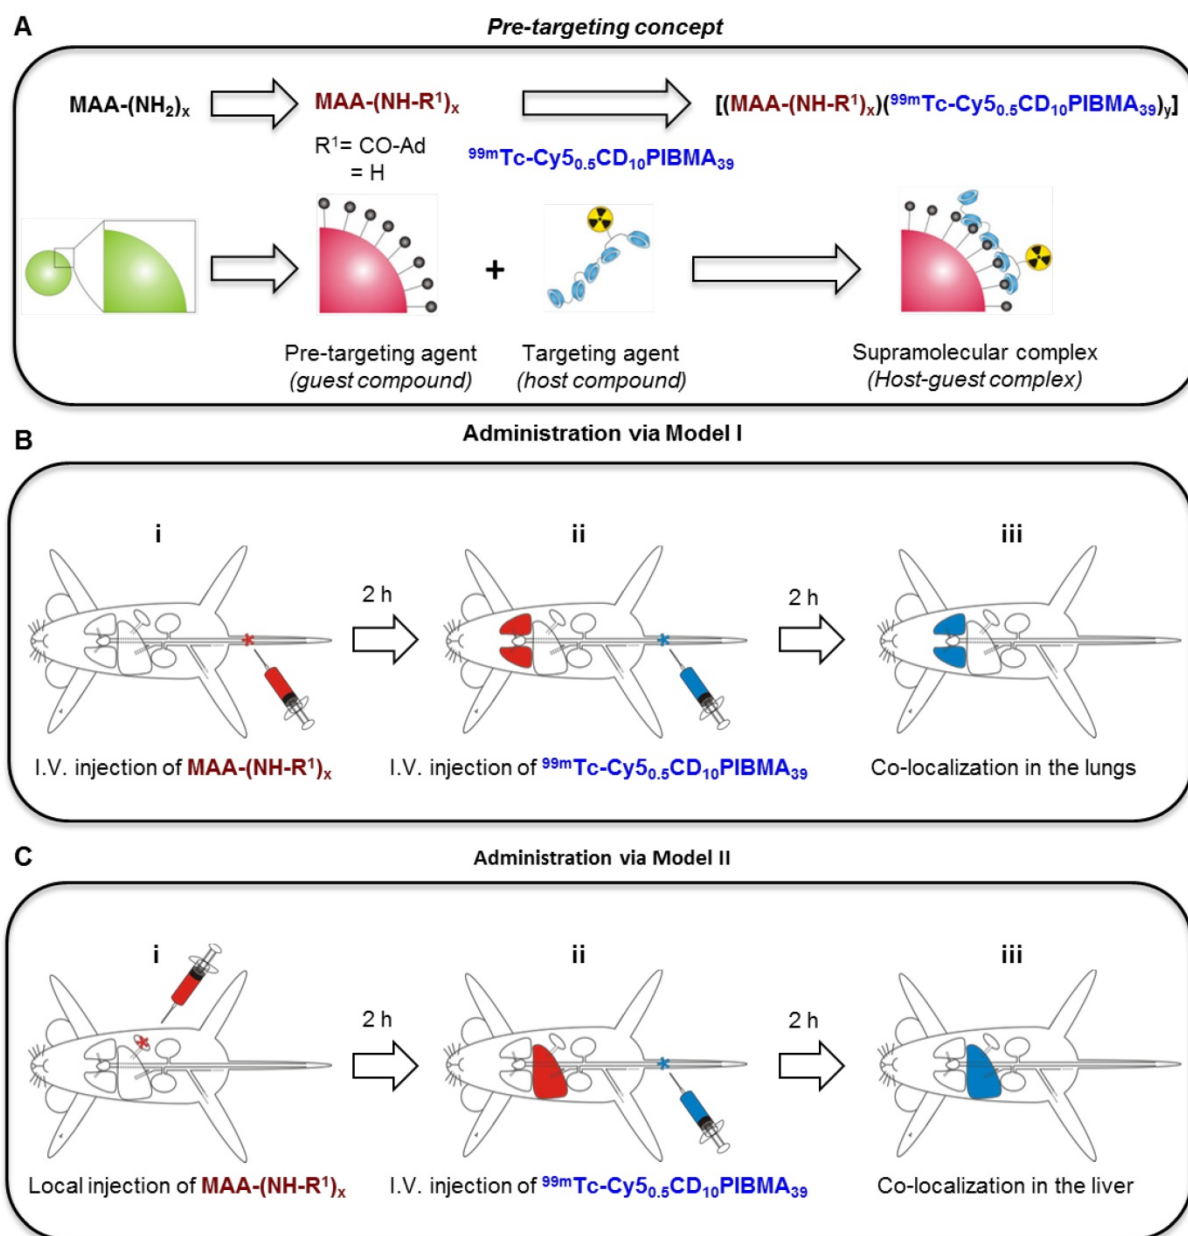 A
Pre-targeting concept
MAA-(NH₂)ₓ
MAA-(NH-R¹)ₓ
[(MAA-(NH-R¹)ₓ)(⁹⁹ᵐTc-Cy5₀.₅CD₁₀PIBMA₃₉)ᵧ]
R¹= CO-Ad
= H
⁹⁹ᵐTc-Cy5₀.₅CD₁₀PIBMA₃₉
+
Pre-targeting agent
(guest compound)
Targeting agent
(host compound)
Supramolecular complex
(Host-guest complex)
B
Administration via Model I
i
ii
iii
2 h
2 h
I.V. injection of MAA-(NH-R¹)ₓ
I.V. injection of ⁹⁹ᵐTc-Cy5₀.₅CD₁₀PIBMA₃₉
Co-localization in the lungs
C
Administration via Model II
i
ii
iii
2 h
2 h
Local injection of MAA-(NH-R¹)ₓ
I.V. injection of ⁹⁹ᵐTc-Cy5₀.₅CD₁₀PIBMA₃₉
Co-localization in the liver